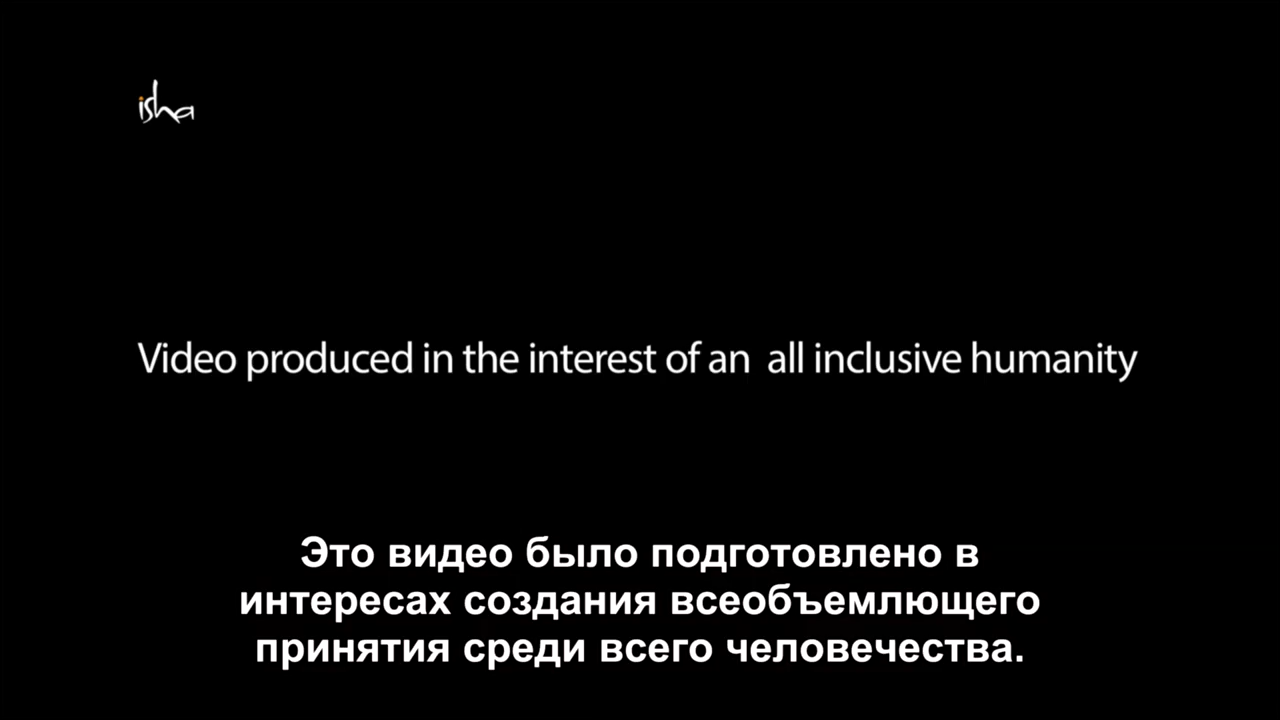 isha
Video produced in the interest of an all inclusive humanity
Это видео было подготовлено в
интересах создания всеобъемлющего
принятия среди всего человечества.